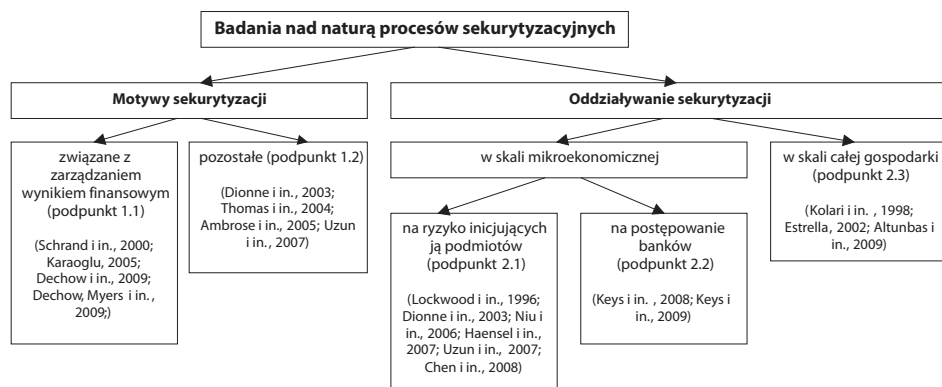 Badania nad naturą procesów sekurytyzacyjnych
Motywy sekurytyzacji
Oddziaływanie sekurytyzacji
związane z
zarządzaniem
wynikiem finansowym
(podpunkt 1.1)
(Schrand i in., 2000;
Karaoglu, 2005;
Dechow i in., 2009;
Dechow, Myers i in.,
2009;)
pozostałe (podpunkt 1.2)
(Dionne i in., 2003;
Thomas i in., 2004;
Ambrose i in., 2005; Uzun
i in., 2007)
w skali mikroekonomicznej
na ryzyko inicjujących
ją podmiotów
(podpunkt 2.1)
(Lockwood i in., 1996;
Dionne i in., 2003; Niu i
in., 2006; Haensel i in.,
2007; Uzun i in., 2007;
Chen i in., 2008)
na postępowanie
banków
(podpunkt 2.2)
(Keys i in. , 2008; Keys i
in., 2009)
w skali całej gospodarki
(podpunkt 2.3)
(Kolari i in. , 1998;
Estrella, 2002; Altunbas i
in., 2009)